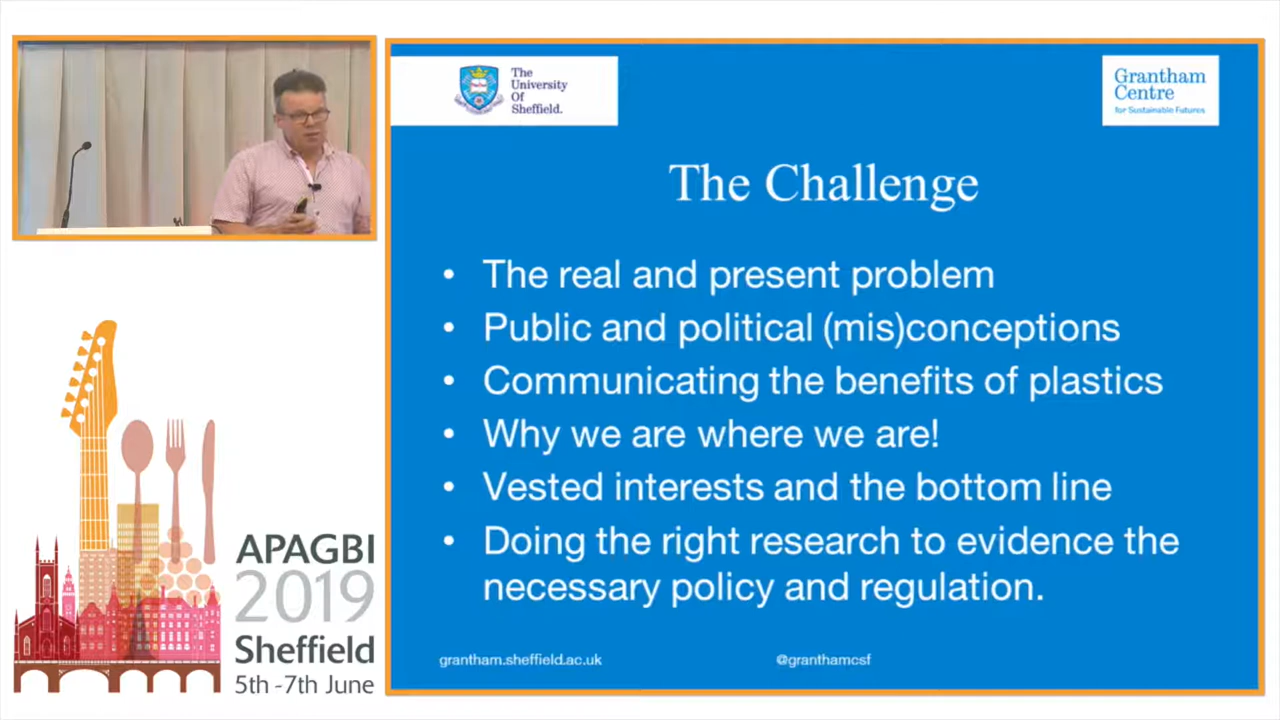 The
University
Of
Sheffield.
Grantham
Centre
for Sustainable Futures
The Challenge
• The real and present problem
• Public and political (mis)conceptions
• Communicating the benefits of plastics
• Why we are where we are!
• Vested interests and the bottom line
• Doing the right research to evidence the
necessary policy and regulation.
grantham.sheffield.ac.uk
@granthamcsf
APAGBI
2019
Sheffield
5th -7th June